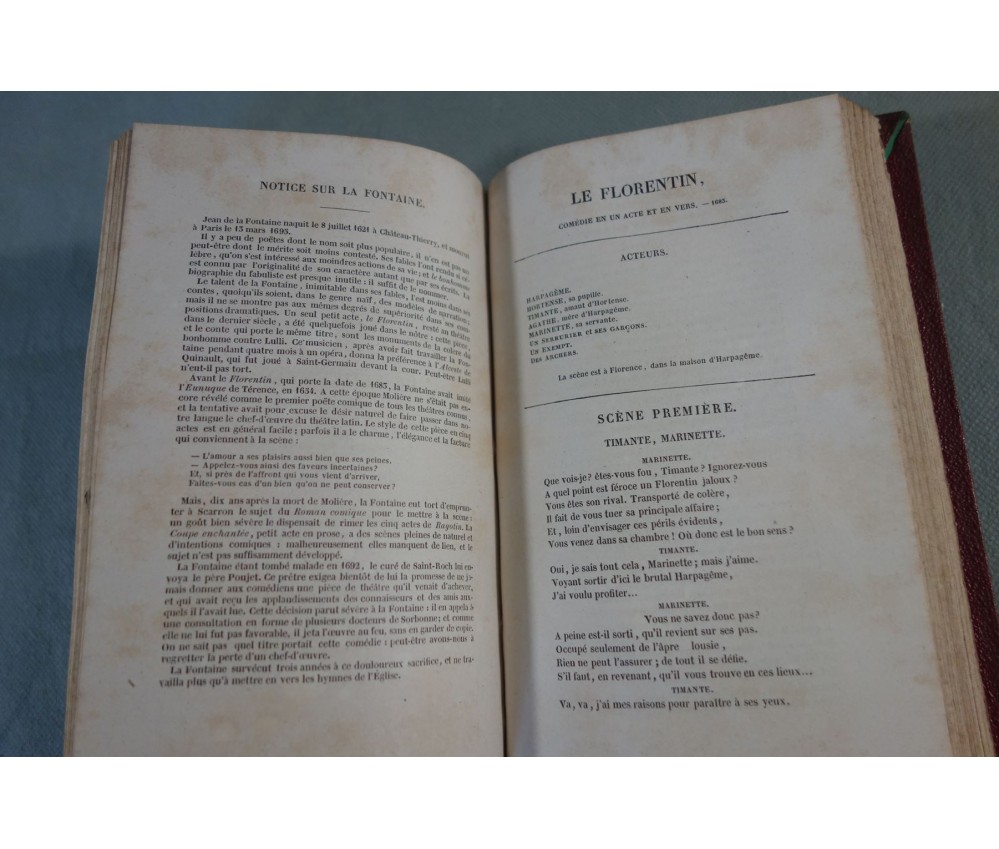 NOTICE SUR LA FONTAINE.
Jean de la Fontaine naquit le 8 juillet 1621 à Château-Thierry, et mourut
à Paris le 15 mars 1695.
Il y a peu de poëtes dont le nom soit plus populaire, il n'en est pas un
peut-être dont le mérite soit moins contesté. Ses fables l'ont rendu si cé-
lèbre, qu'on s'est intéressé aux moindres actions de sa vie; et le bonhomme
est connu par l'originalité de son caractère autant que par ses écrits. La
biographie du fabuliste est presque inutile : il suffit de le nommer.
Le talent de la Fontaine, inimitable dans ses fables, l'est moins dans ses
contes, quoiqu'ils soient, dans le genre naïf, des modèles de narration;
mais il ne se montre pas aux mêmes degrés de supériorité dans ses com-
positions dramatiques. Un seul petit acte, le Florentin, resté au théâtre
dans le dernier siècle, a été quelquefois joué dans le nôtre : cette pièce,
et le conte qui porte le même titre, sont les monuments de la colère du
bonhomme contre Lulli. Ce musicien, après avoir fait travailler la Fon-
taine pendant quatre mois à un opéra, donna la préférence à l'Alceste de
Quinault, qui fut joué à Saint-Germain devant la cour. Peut-être Lulli
n'eut-il pas tort.
Avant le Florentin, qui porte la date de 1685, la Fontaine avait imité
l'Eunuque de Térence, en 1654. A cette époque Molière ne s'était pas en-
core révélé comme le premier poëte comique de tous les théâtres connus,
et la tentative avait pour excuse le désir naturel de faire passer dans no-
tre langue le chef-d'œuvre du théâtre latin. Le style de cette pièce en cinq
actes est en général facile; parfois il a le charme, l'élégance et la facture
qui conviennent à la scène :
— L'amour a ses plaisirs aussi bien que ses peines.
— Appelez-vous ainsi des faveurs incertaines?
Et, si près de l'affront qui vous vient d'arriver,
Faites-vous cas d'un bien qu'on ne peut conserver?
Mais, dix ans après la mort de Molière, la Fontaine eut tort d'emprun-
ter à Scarron le sujet du Roman comique pour le mettre à la scène :
un goût bien sévère le dispensait de rimer les cinq actes de Ragotin. La
Coupe enchantée, petit acte en prose, a des scènes pleines de naturel et
d'intentions comiques : malheureusement elles manquent de lien, et le
sujet n'est pas suffisamment développé.
La Fontaine étant tombé malade en 1692, le curé de Saint-Roch lui en-
voya le père Poujet. Ce prêtre exigea bientôt de lui la promesse de ne ja-
mais donner aux comédiens une pièce de théâtre qu'il venait d'achever,
et qui avait reçu les applaudissements des connaisseurs et des amis aux-
quels il l'avait lue. Cette décision parut sévère à la Fontaine : il en appela à
une consultation en forme de plusieurs docteurs de Sorbonne; et comme
elle ne lui fut pas favorable, il jeta l'œuvre au feu, sans en garder de copie.
On ne sait pas quel titre portait cette comédie : peut-être avons-nous à
regretter la perte d'un chef-d'œuvre.
La Fontaine survécut trois années à ce douloureux sacrifice, et ne tra-
vailla plus qu'à mettre en vers les hymnes de l'Église.
LE FLORENTIN,
COMÉDIE EN UN ACTE ET EN VERS. — 1685.
ACTEURS.
HARPAGÊME.
HORTENSE, sa pupille.
TIMANTE, amant d'Hortense.
AGATHE, mère d'Harpagême.
MARINETTE, sa servante.
UN SERRURIER et SES GARÇONS.
UN EXEMPT.
DES ARCHERS.
La scène est à Florence, dans la maison d'Harpagême.
SCÈNE PREMIÈRE.
TIMANTE, MARINETTE.
MARINETTE.
Que vois-je? êtes-vous fou, Timante? Ignorez-vous
A quel point est féroce un Florentin jaloux?
Vous êtes son rival. Transporté de colère,
Il fait de vous tuer sa principale affaire;
Et, loin d'envisager ces périls évidents,
Vous venez dans sa chambre! Où donc est le bon sens?
TIMANTE.
Oui, je sais tout cela, Marinette; mais j'aime.
Voyant sortir d'ici le brutal Harpagême,
J'ai voulu profiter...
MARINETTE.
Vous ne savez donc pas?
A peine est-il sorti, qu'il revient sur ses pas.
Occupé seulement de l'âpre lousie,
Rien ne peut l'assurer; de tout il se défie.
S'il faut, en revenant, qu'il vous trouve en ces lieux...
TIMANTE.
Va, va, j'ai mes raisons pour paraître à ses yeux.